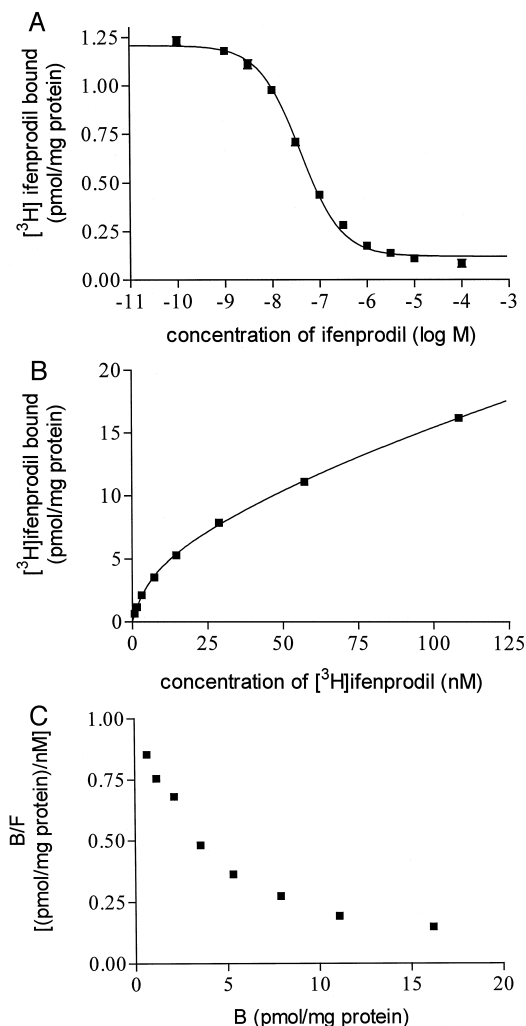 A
[³H] ifenprodil bound
(pmol/mg protein)
1.25
1.00
0.75
0.50
0.25
0.00
-11 -10 -9 -8 -7 -6 -5 -4 -3
concentration of ifenprodil (log M)
B
[³H]ifenprodil bound
(pmol/mg protein)
20
15
10
5
0
0 25 50 75 100 125
concentration of [³H]ifenprodil (nM)
C
B/F
[(pmol/mg protein)/nM]
1.00
0.75
0.50
0.25
0.00
0 5 10 15 20
B (pmol/mg protein)